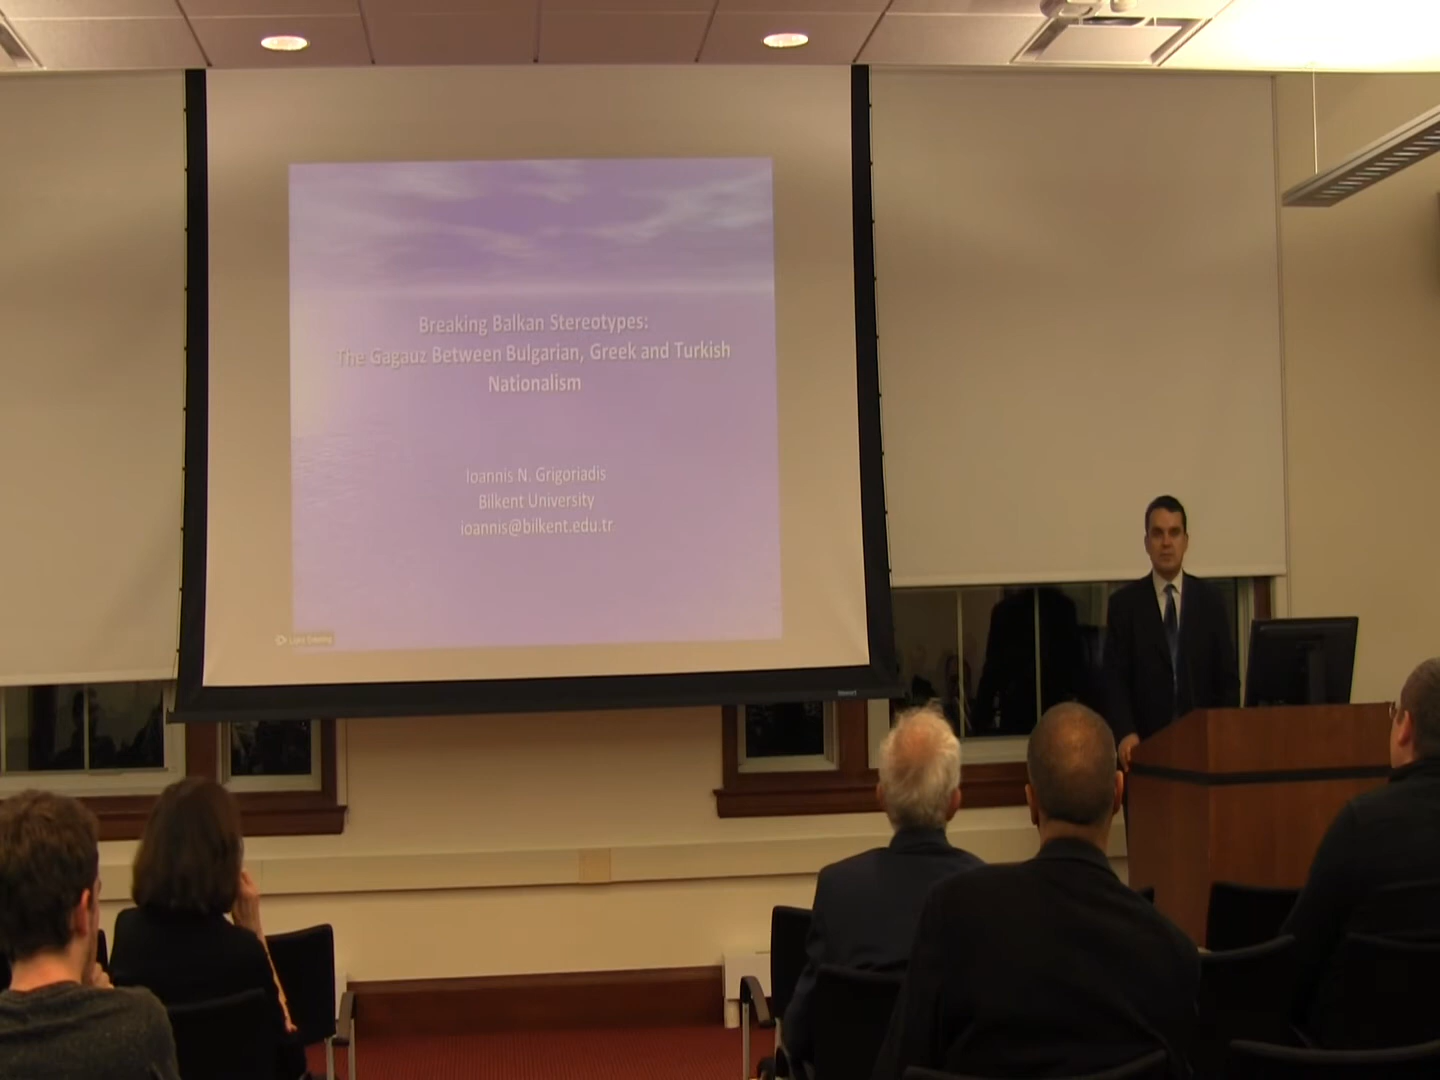 Breaking Balkan Stereotypes:
The Gagauz Between Bulgarian, Greek and Turkish
Nationalism
Ioannis N. Grigoriadis
Bilkent University
ioannis@bilkent.edu.tr